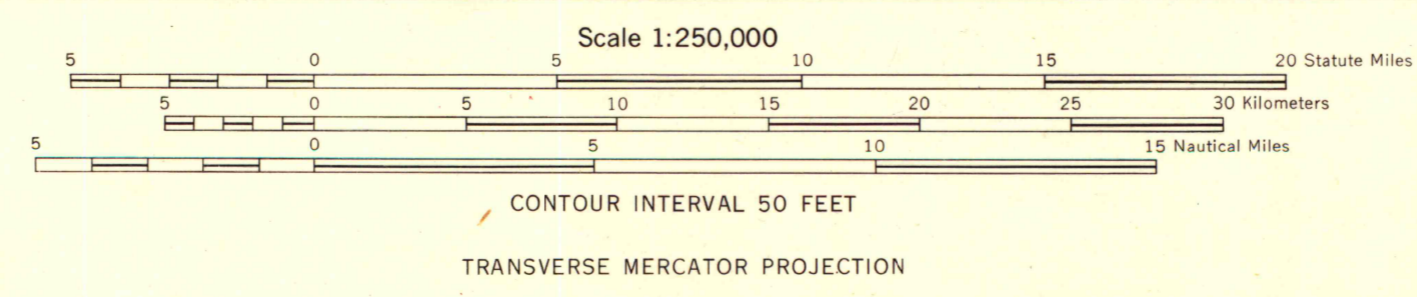 Scale 1:250,000
5 0 5 10 15 20 Statute Miles
5 0 5 10 15 20 25 30 Kilometers
5 0 5 10 15 Nautical Miles
CONTOUR INTERVAL 50 FEET
TRANSVERSE MERCATOR PROJECTION